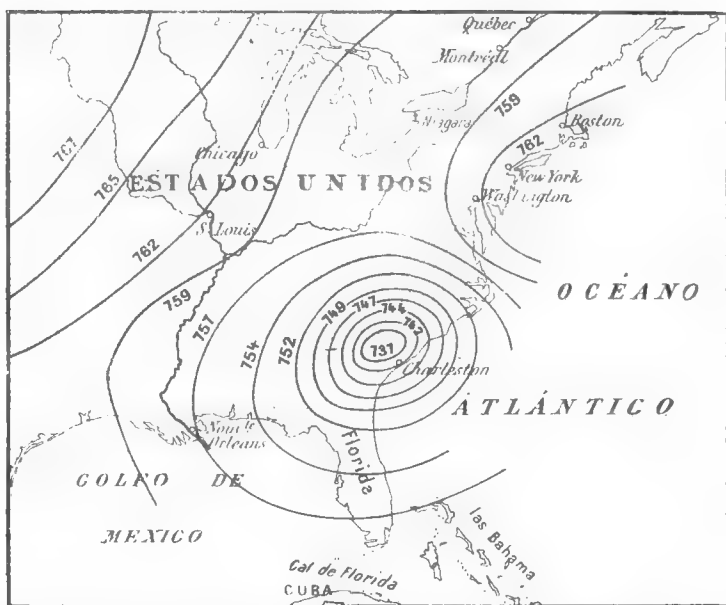 Québec
Montréal
759
Niagara
762
Boston
767
Chicago
765
ESTADOS UNIDOS
New York
Washington
St. Louis
762
759
757
OCÉANO
749
747
744
742
754
752
737
Charleston
ATLÁNTICO
Nouvlle
Orleans
Florida
GOLFO DE
MEXICO
las Bahama
Cal de Florida
CUBA